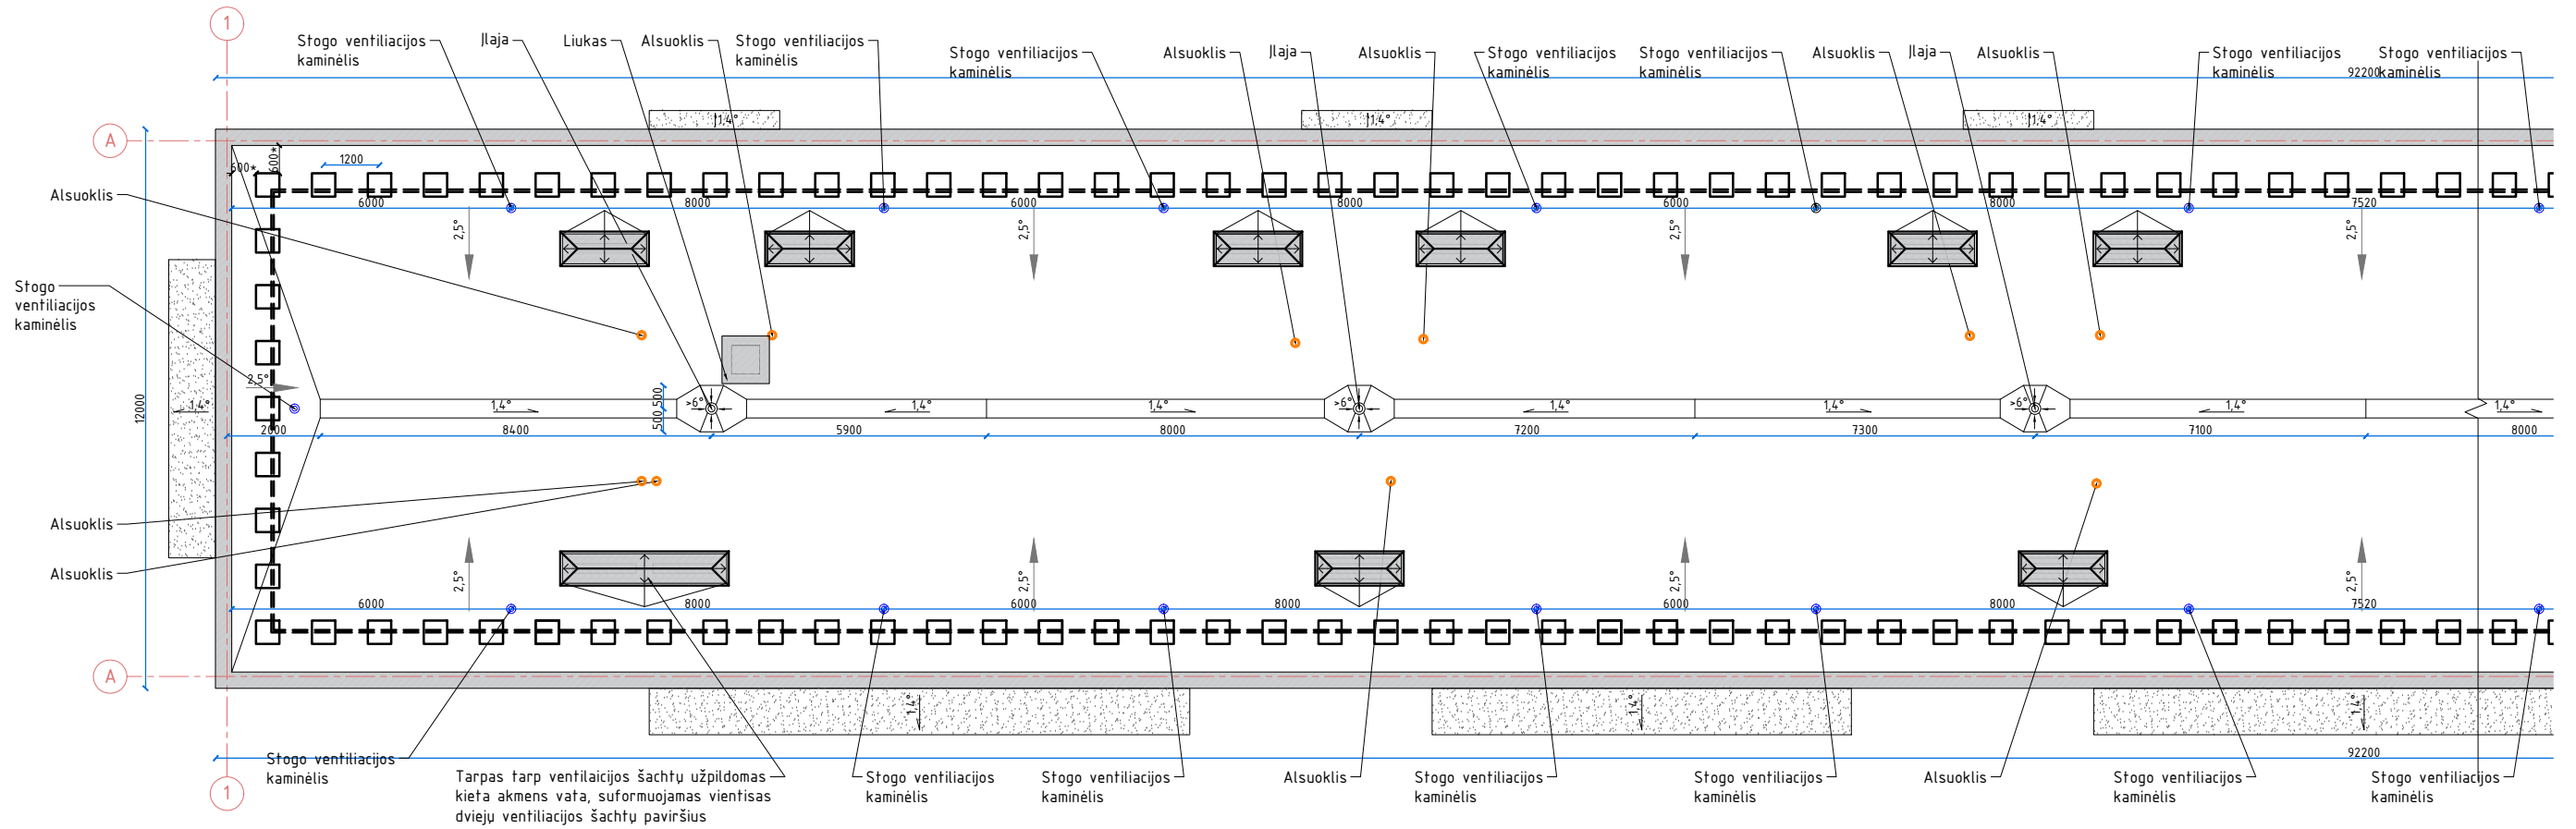 1
Stogo ventiliacijos
kaminėlis
Įlaja
Liukas
Alsuoklis
Stogo ventiliacijos
kaminėlis
Stogo ventiliacijos
kaminėlis
Alsuoklis
Įlaja
Alsuoklis
Stogo ventiliacijos
kaminėlis
Stogo ventiliacijos
kaminėlis
Alsuoklis
Įlaja
Alsuoklis
Stogo ventiliacijos
kaminėlis
Stogo ventiliacijos
kaminėlis
92200
1,4°
1,4°
1,4°
A
600*
600*
1200
Alsuoklis
6000
8000
6000
8000
6000
8000
7520
2,5°
2,5°
2,5°
2,5°
Stogo
ventiliacijos
kaminėlis
12000
2,5°
1,4°
1,4°
500
500
>6°
1,4°
1,4°
>6°
1,4°
1,4°
>6°
1,4°
1,4°
2000
8400
5900
8000
7200
7300
7100
8000
Alsuoklis
Alsuoklis
2,5°
2,5°
2,5°
2,5°
6000
8000
6000
8000
6000
8000
7520
A
1,4°
1,4°
1,4°
92200
1
Stogo ventiliacijos
kaminėlis
Tarpas tarp ventilaicijos šachtų užpildomas
kieta akmens vata, suformuojamas vientisas
dviejų ventiliacijos šachtų paviršius
Stogo ventiliacijos
kaminėlis
Stogo ventiliacijos
kaminėlis
Alsuoklis
Stogo ventiliacijos
kaminėlis
Stogo ventiliacijos
kaminėlis
Alsuoklis
Stogo ventiliacijos
kaminėlis
Stogo ventiliacijos
kaminėlis